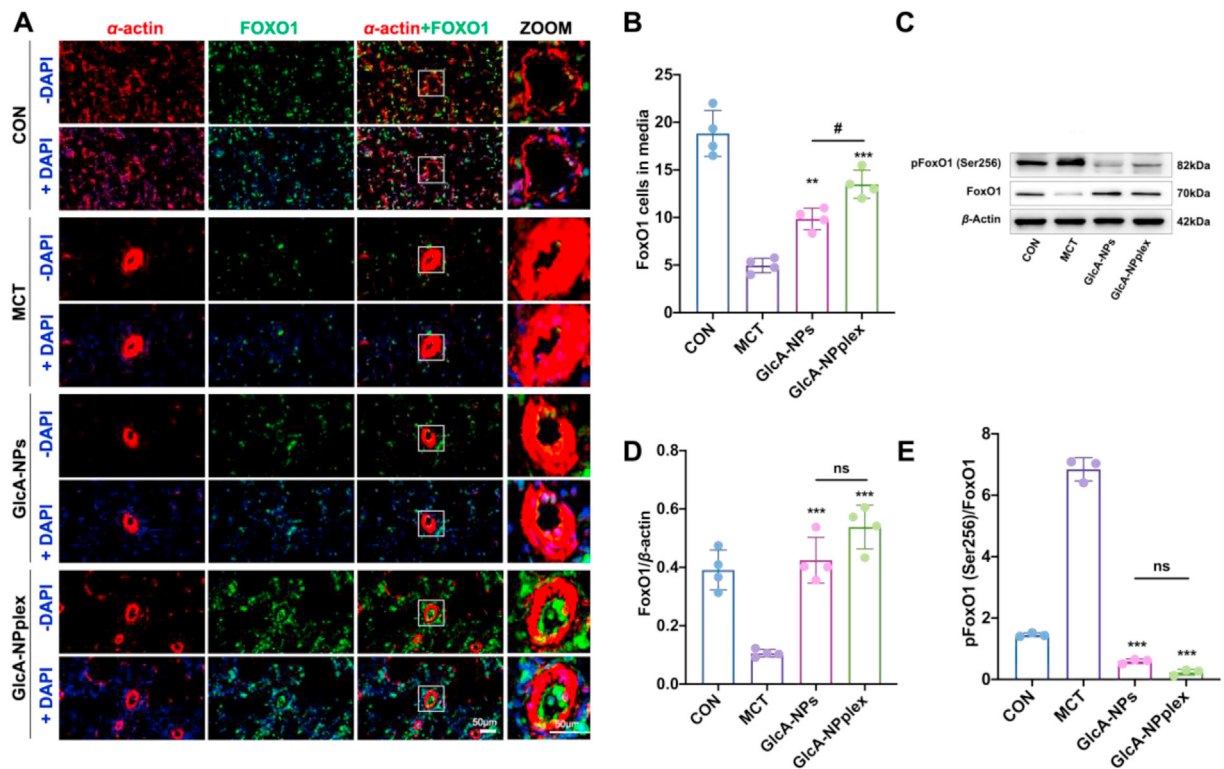 A
α-actin FOXO1 α-actin+FOXO1 ZOOM
CON
-DAPI
+ DAPI
MCT
-DAPI
+ DAPI
GlcA-NPs
-DAPI
+ DAPI
GlcA-NPplex
-DAPI
+ DAPI
50μm 50μm
B
FoxO1 cells in media
25
20
15
10
5
0
#
**
***
CON MCT GlcA-NPs GlcA-NPplex
C
pFoxO1 (Ser256) 82kDa
FoxO1 70kDa
β-Actin 42kDa
CON MCT GlcA-NPs GlcA-NPplex
D
FoxO1/β-actin
0.8
0.6
0.4
0.2
0.0
ns
***
***
CON MCT GlcA-NPs GlcA-NPplex
E
pFoxO1 (Ser256)/FoxO1
8
6
4
2
0
ns
***
***
CON MCT GlcA-NPs GlcA-NPplex